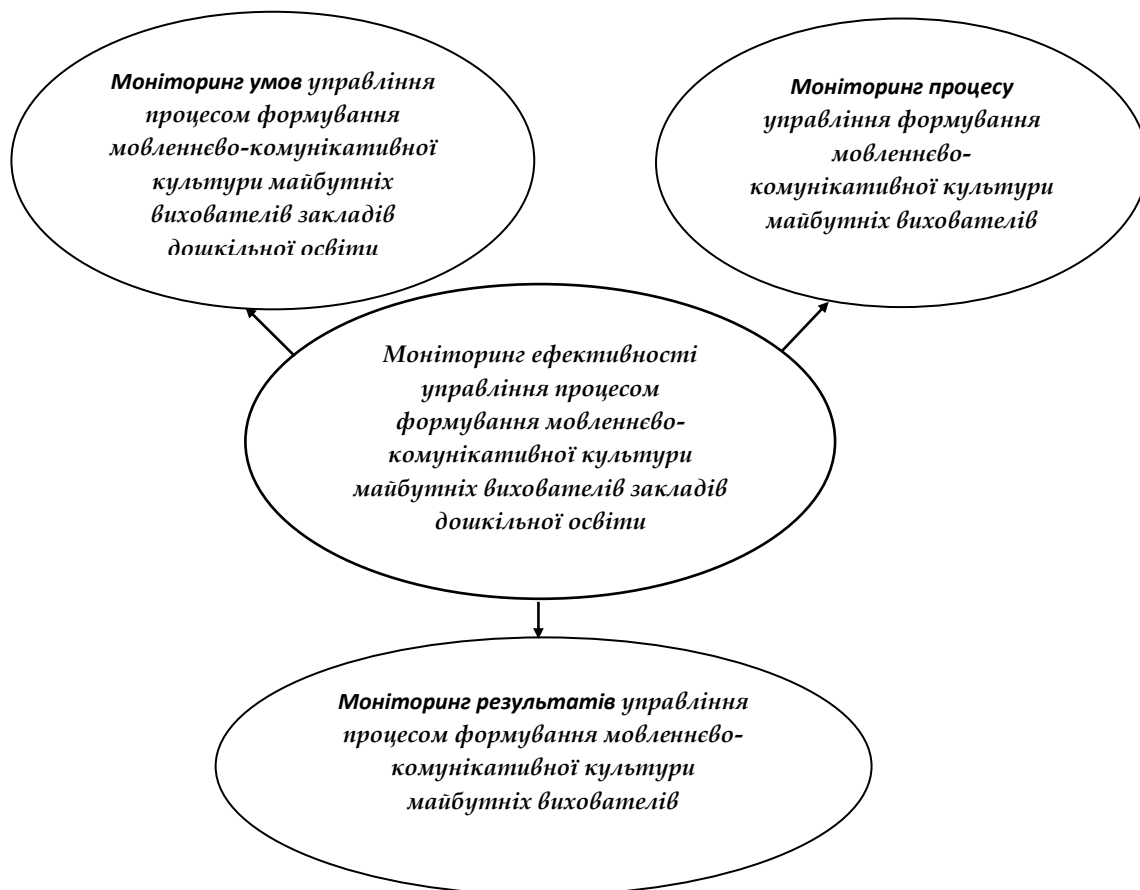 Моніторинг умов управління
процесом формування
мовленнєво-комунікативної
культури майбутніх
вихователів закладів
дошкільної освіти
Моніторинг процесу
управління формування
мовленнєво-
комунікативної культури
майбутніх вихователів
Моніторинг ефективності
управління процесом
формування мовленнєво-
комунікативної культури
майбутніх вихователів закладів
дошкільної освіти
Моніторинг результатів управління
процесом формування мовленнєво-
комунікативної культури
майбутніх вихователів